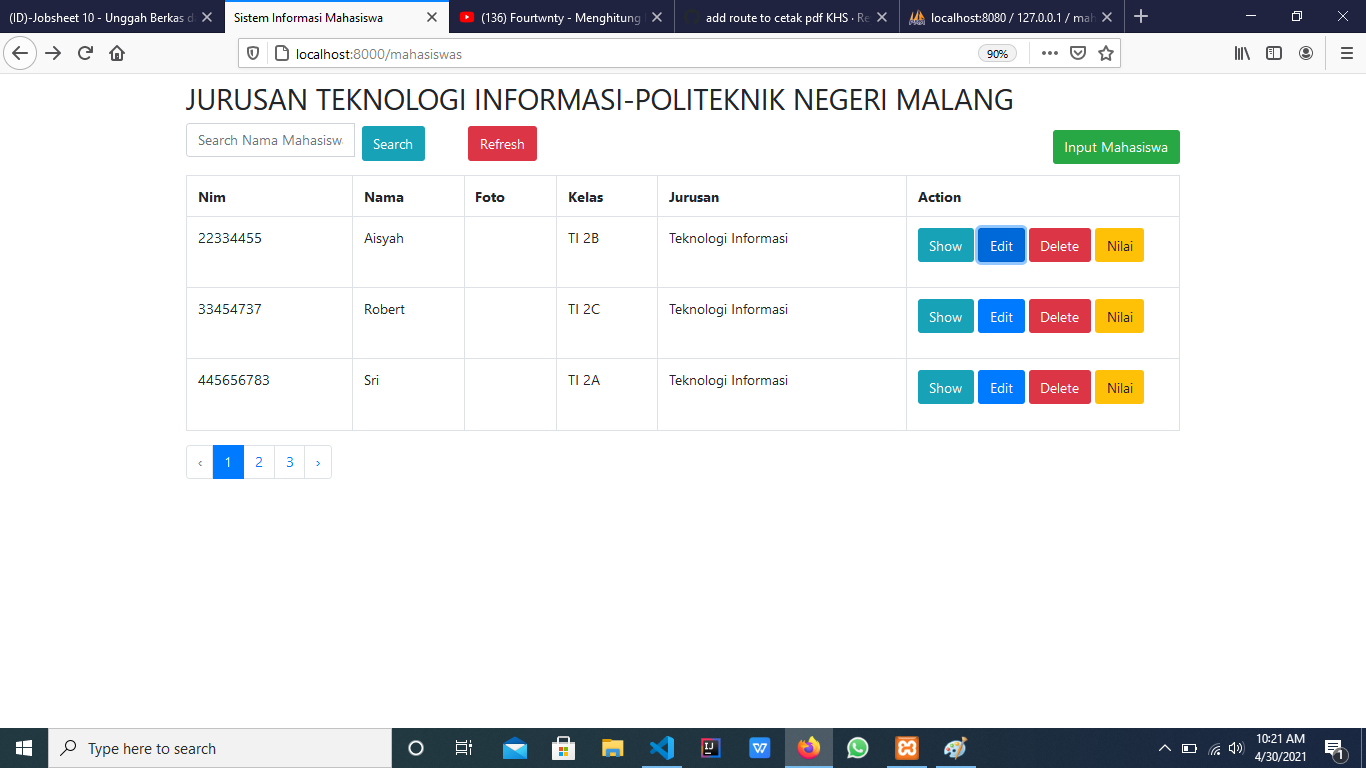 (ID)-Jobsheet 10 - Unggah Berkas d
Sistem Informasi Mahasiswa
(136) Fourtwnty - Menghitung
add route to cetak pdf KHS · Re
localhost:8080 / 127.0.0.1 / mah
localhost:8000/mahasiswas
90%
JURUSAN TEKNOLOGI INFORMASI-POLITEKNIK NEGERI MALANG
Search Nama Mahasisw
Search
Refresh
Input Mahasiswa
Nim Nama Foto Kelas Jurusan Action
22334455 Aisyah TI 2B Teknologi Informasi Show Edit Delete Nilai
33454737 Robert TI 2C Teknologi Informasi Show Edit Delete Nilai
445656783 Sri TI 2A Teknologi Informasi Show Edit Delete Nilai
‹ 1 2 3 ›
Type here to search
10:21 AM
4/30/2021
1